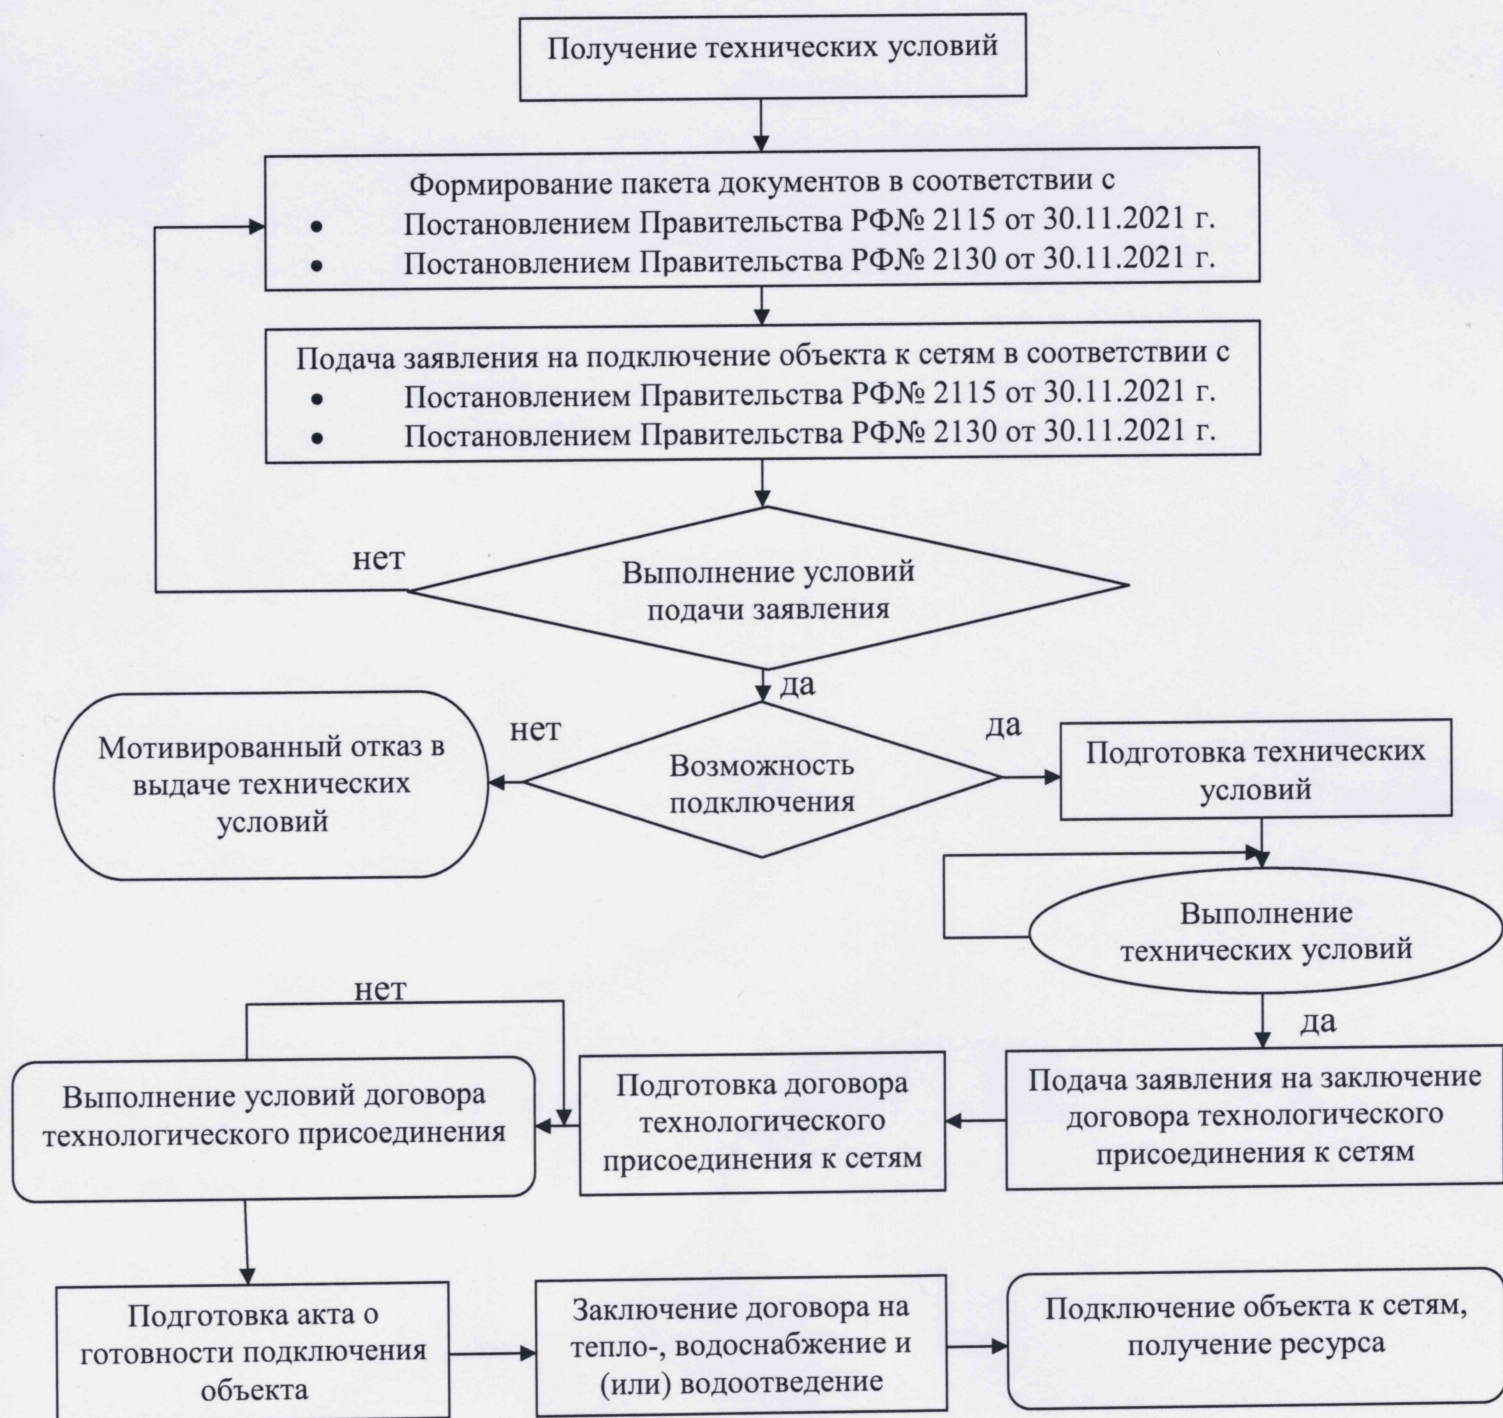 Получение технических условий
Формирование пакета документов в соответствии с
• Постановлением Правительства РФ№ 2115 от 30.11.2021 г.
• Постановлением Правительства РФ№ 2130 от 30.11.2021 г.
Подача заявления на подключение объекта к сетям в соответствии с
• Постановлением Правительства РФ№ 2115 от 30.11.2021 г.
• Постановлением Правительства РФ№ 2130 от 30.11.2021 г.
нет
Выполнение условий
подачи заявления
да
нет
да
Мотивированный отказ в
выдаче технических
условий
Возможность
подключения
Подготовка технических
условий
Выполнение
технических условий
да
нет
Выполнение условий договора
технологического присоединения
Подготовка договора
технологического
присоединения к сетям
Подача заявления на заключение
договора технологического
присоединения к сетям
Подготовка акта о
готовности подключения
объекта
Заключение договора на
тепло-, водоснабжение и
(или) водоотведение
Подключение объекта к сетям,
получение ресурса